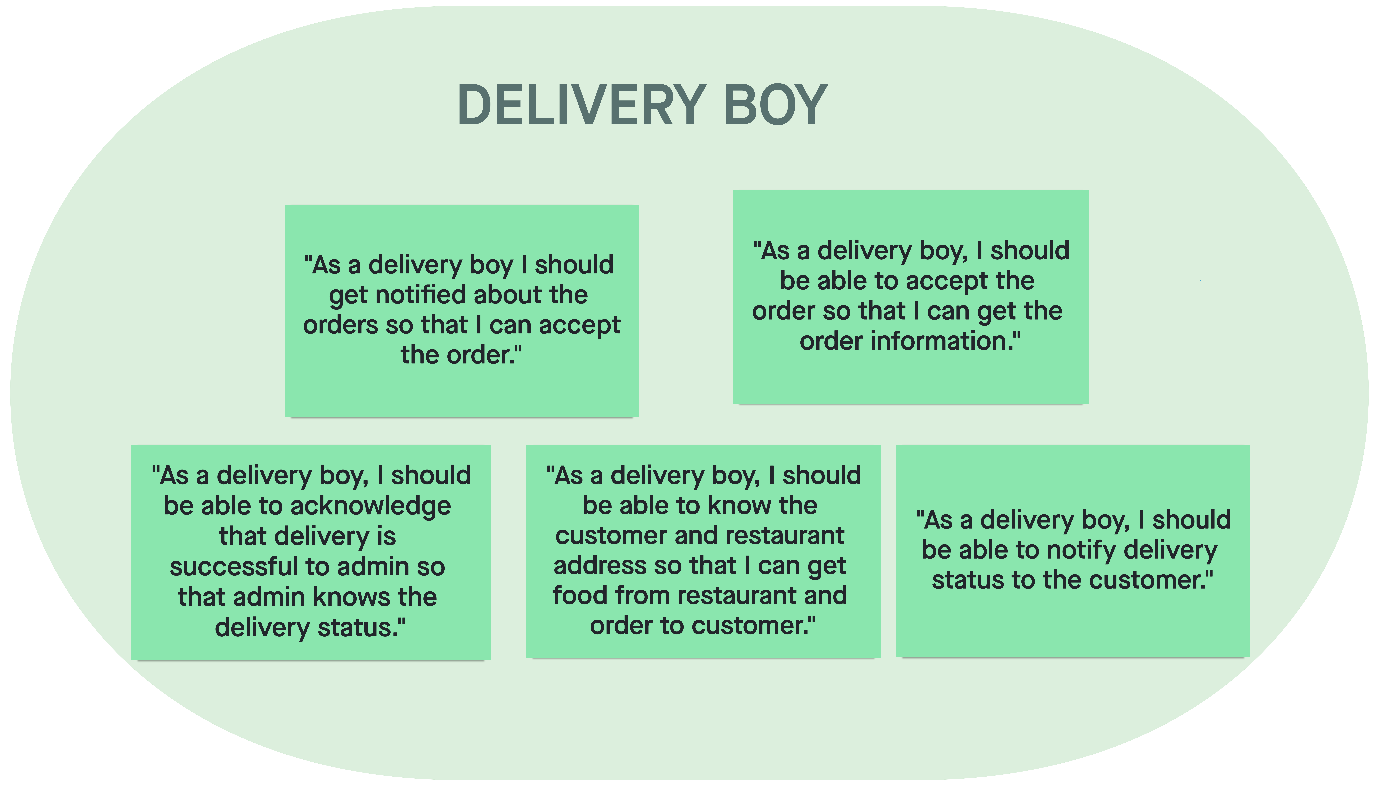 DELIVERY BOY
"As a delivery boy I should
get notified about the
orders so that I can accept
the order."
"As a delivery boy, I should
be able to accept the
order so that I can get the
order information."
"As a delivery boy, I should
be able to acknowledge
that delivery is
successful to admin so
that admin knows the
delivery status."
"As a delivery boy, I should
be able to know the
customer and restaurant
address so that I can get
food from restaurant and
order to customer."
"As a delivery boy, I should
be able to notify delivery
status to the customer."